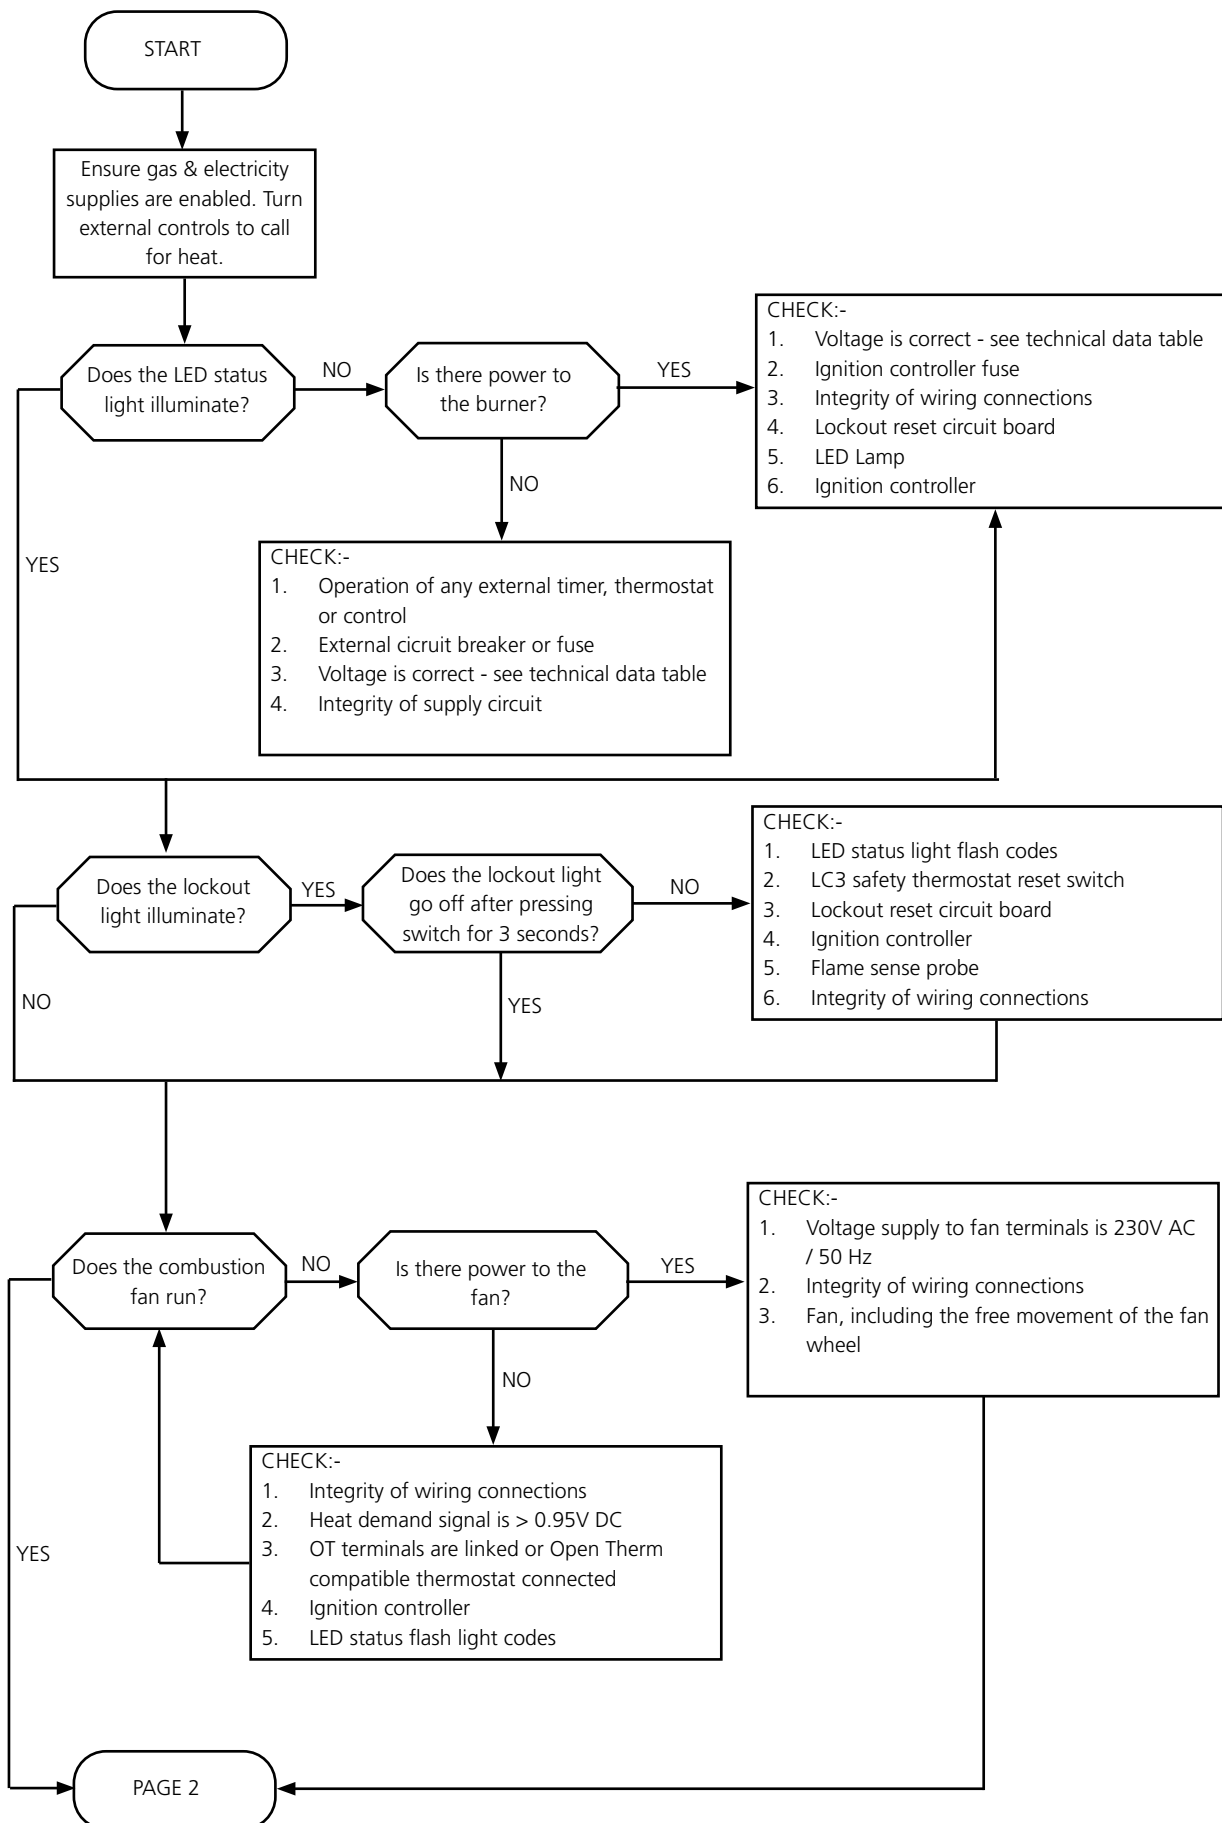 START
Ensure gas & electricity
supplies are enabled. Turn
external controls to call
for heat.
Does the LED status
light illuminate?
NO
Is there power to
the burner?
YES
CHECK:-
1. Voltage is correct - see technical data table
2. Ignition controller fuse
3. Integrity of wiring connections
4. Lockout reset circuit board
5. LED Lamp
6. Ignition controller
NO
YES
CHECK:-
1. Operation of any external timer, thermostat
or control
2. External cicruit breaker or fuse
3. Voltage is correct - see technical data table
4. Integrity of supply circuit
Does the lockout
light illuminate?
YES
Does the lockout light
go off after pressing
switch for 3 seconds?
NO
CHECK:-
1. LED status light flash codes
2. LC3 safety thermostat reset switch
3. Lockout reset circuit board
4. Ignition controller
5. Flame sense probe
6. Integrity of wiring connections
NO
YES
Does the combustion
fan run?
NO
Is there power to the
fan?
YES
CHECK:-
1. Voltage supply to fan terminals is 230V AC
/ 50 Hz
2. Integrity of wiring connections
3. Fan, including the free movement of the fan
wheel
NO
YES
CHECK:-
1. Integrity of wiring connections
2. Heat demand signal is > 0.95V DC
3. OT terminals are linked or Open Therm
compatible thermostat connected
4. Ignition controller
5. LED status flash light codes
PAGE 2